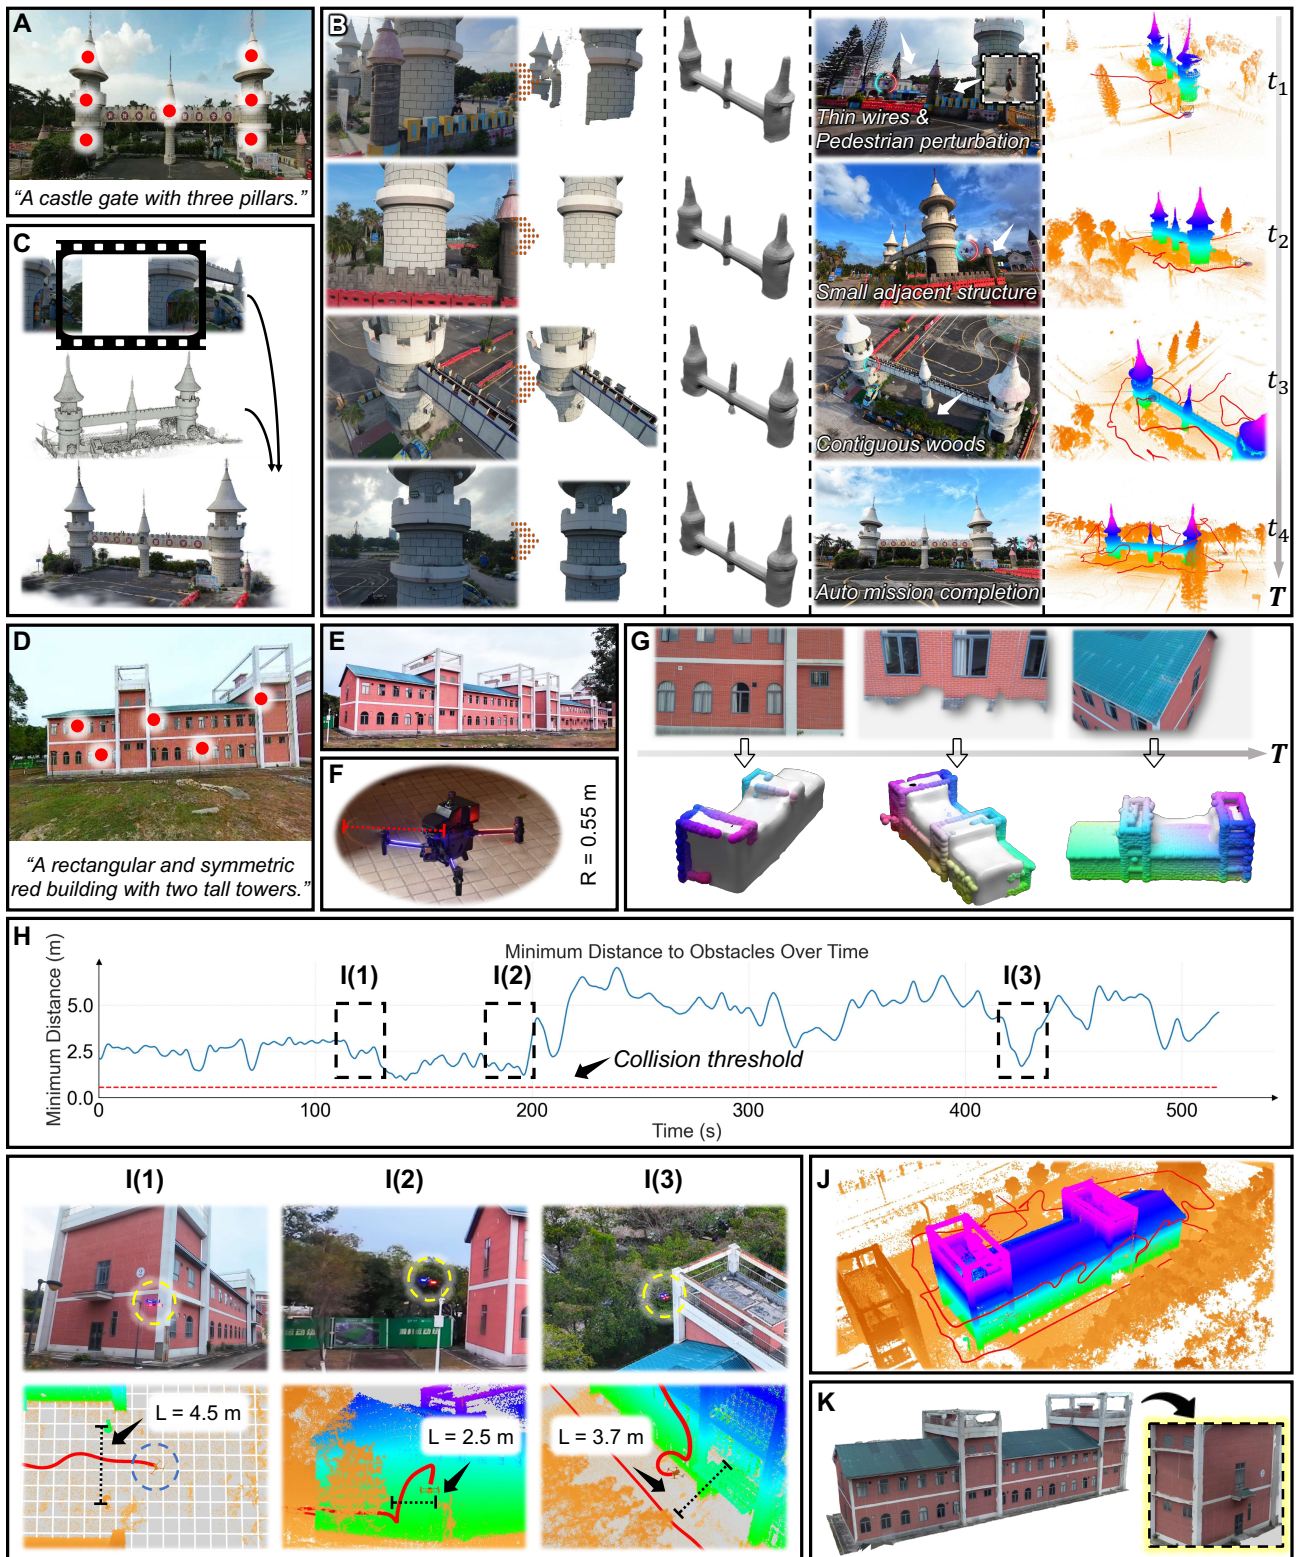 A
“A castle gate with three pillars.”
B
Thin wires &
Pedestrian perturbation
t1
Small adjacent structure
t2
Contiguous woods
t3
Auto mission completion
t4
T
C
D
“A rectangular and symmetric
red building with two tall towers.”
E
F
R = 0.55 m
G
T
H
Minimum Distance to Obstacles Over Time
Minimum Distance (m)
5.0
2.5
0.0
I(1)
I(2)
I(3)
Collision threshold
0
100
200
300
400
500
Time (s)
I(1)
I(2)
I(3)
L = 4.5 m
L = 2.5 m
L = 3.7 m
J
K